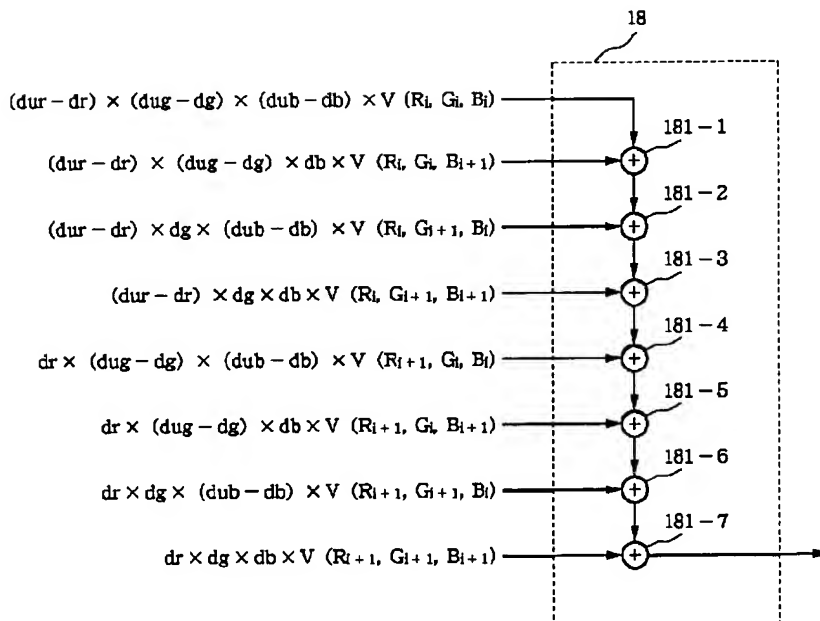 18
(dur − dr) × (dug − dg) × (dub − db) × V (Ri, Gi, Bi)
181 − 1
(dur − dr) × (dug − dg) × db × V (Ri, Gi, Bi + 1)
181 − 2
(dur − dr) × dg × (dub − db) × V (Ri, Gi + 1, Bi)
181 − 3
(dur − dr) × dg × db × V (Ri, Gi + 1, Bi + 1)
181 − 4
dr × (dug − dg) × (dub − db) × V (Ri + 1, Gi, Bi)
181 − 5
dr × (dug − dg) × db × V (Ri + 1, Gi, Bi + 1)
181 − 6
dr × dg × (dub − db) × V (Ri + 1, Gi + 1, Bi)
181 − 7
dr × dg × db × V (Ri + 1, Gi + 1, Bi + 1)